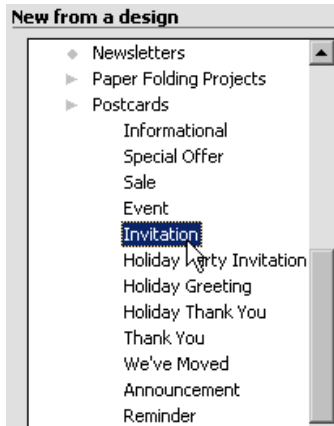 New from a design
Newsletters
Paper Folding Projects
Postcards
Informational
Special Offer
Sale
Event
Invitation
Holiday Party Invitation
Holiday Greeting
Holiday Thank You
Thank You
We've Moved
Announcement
Reminder